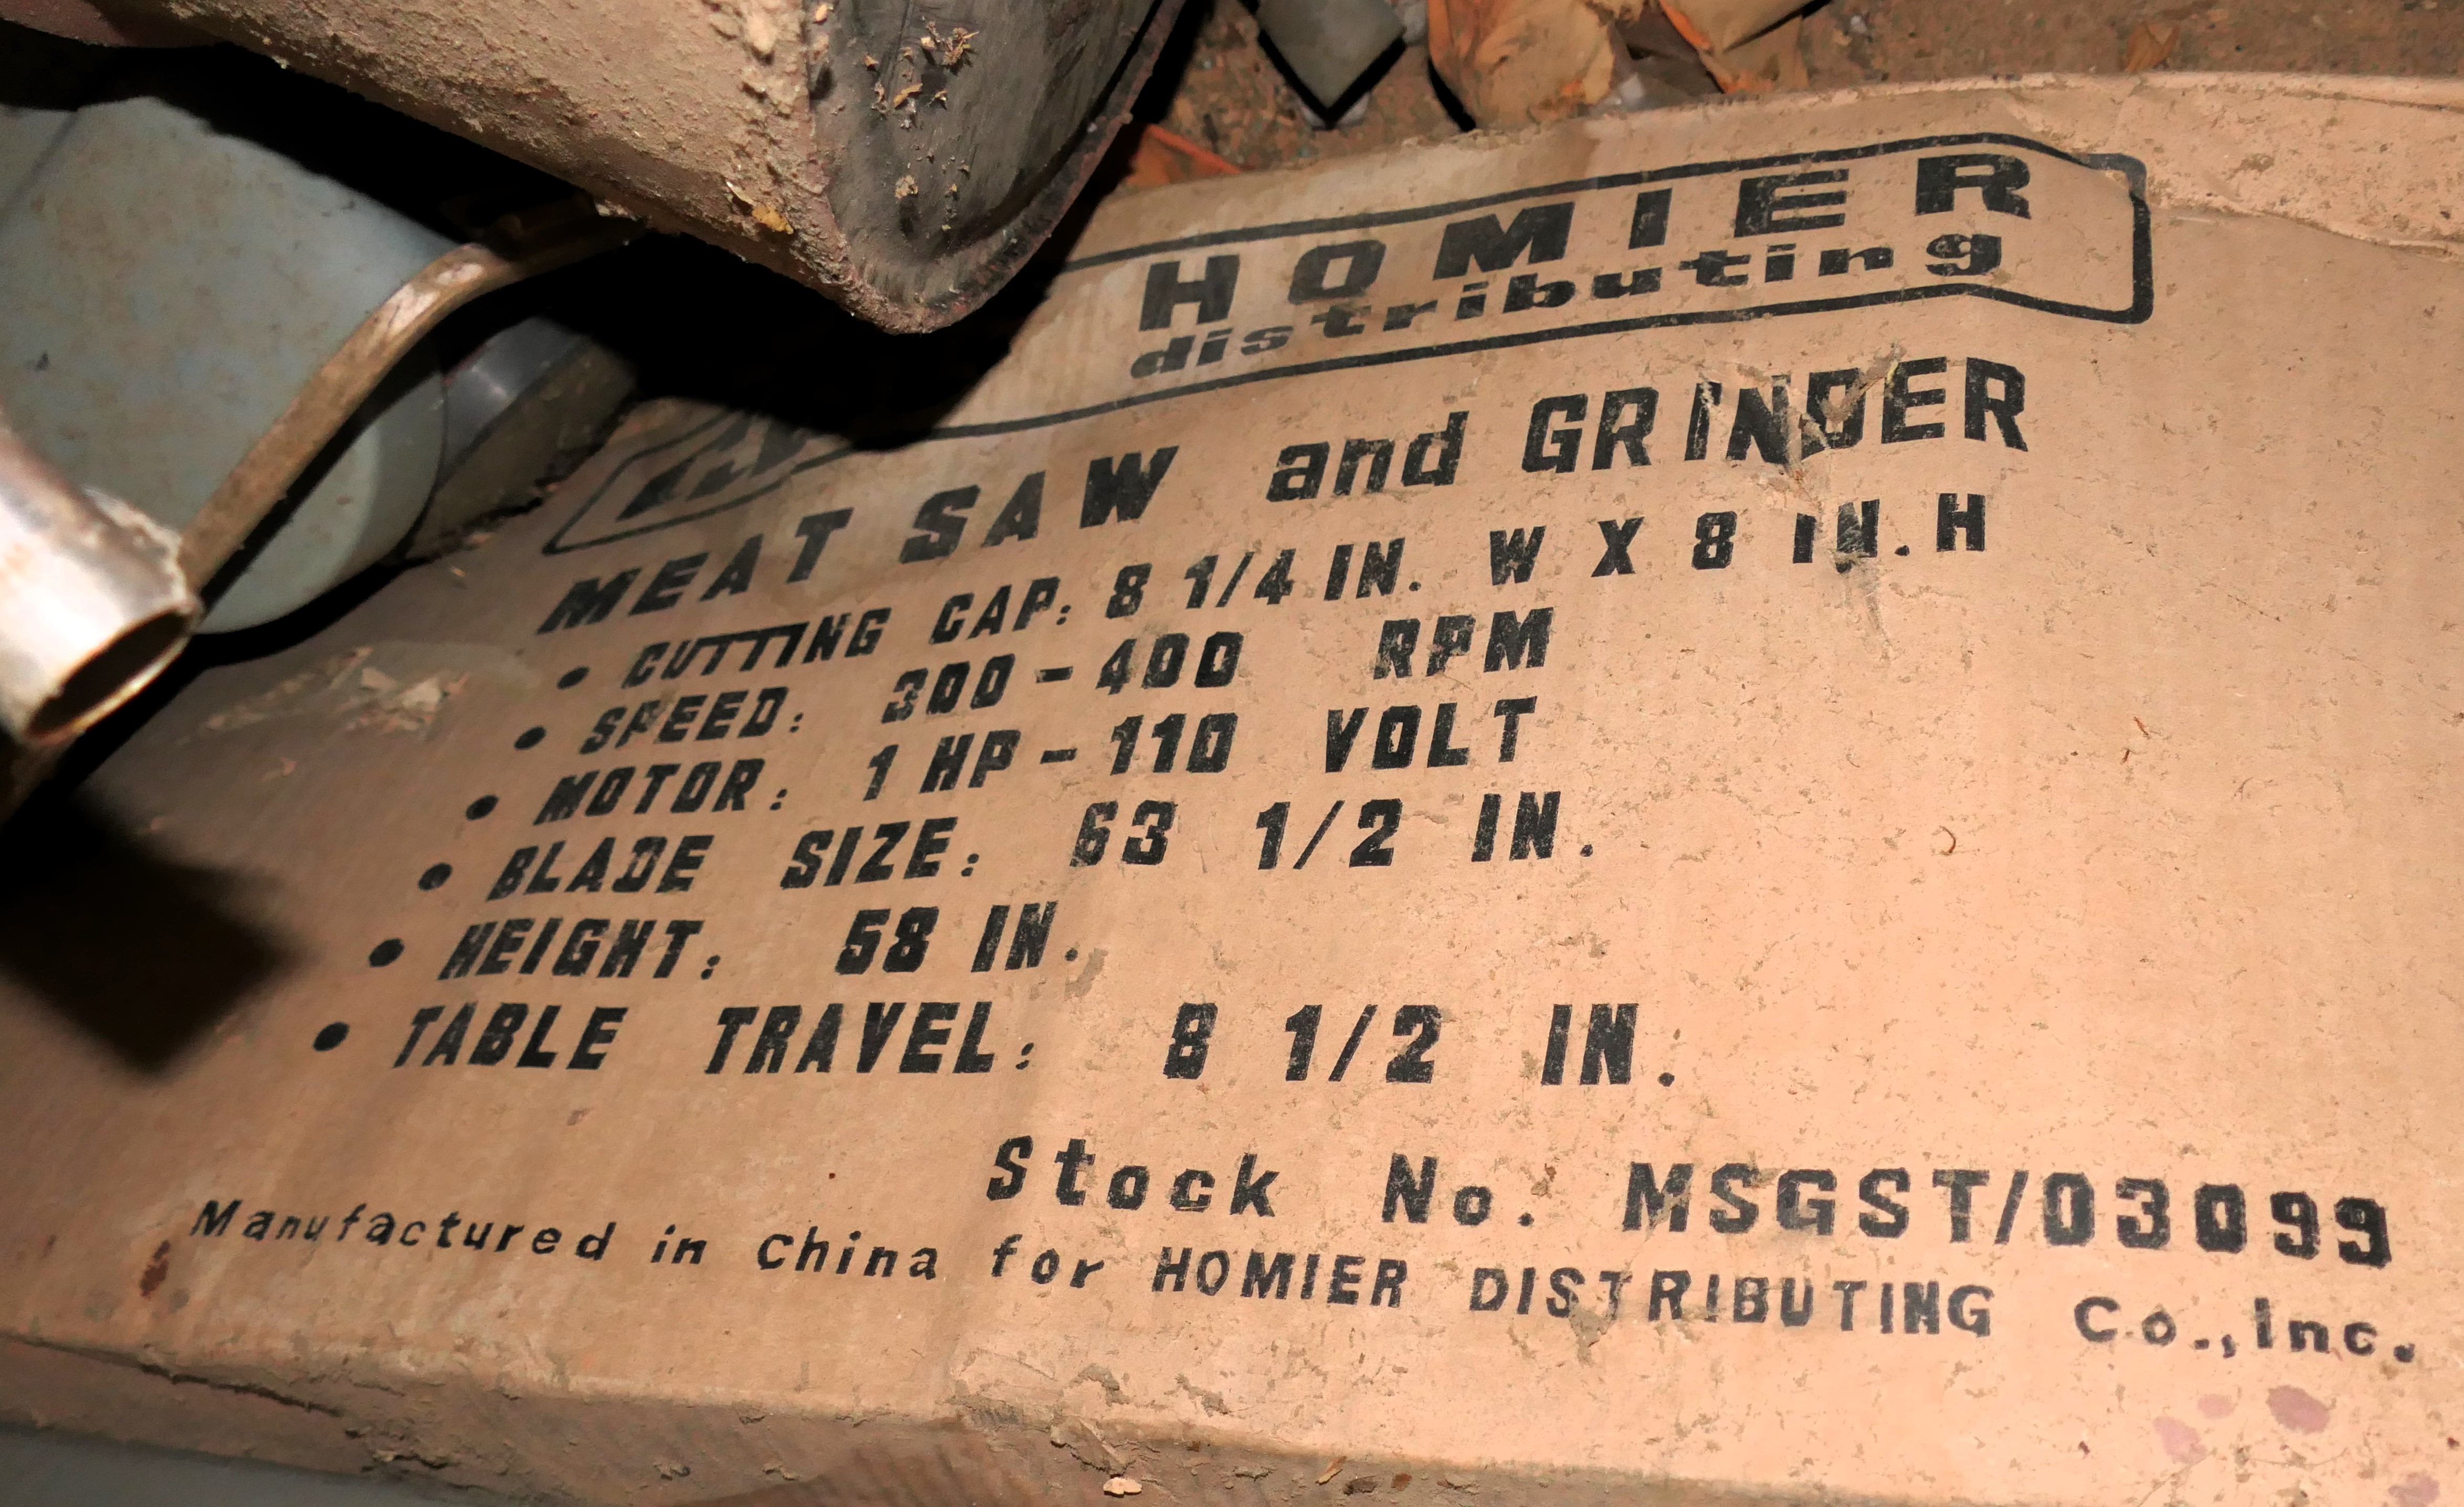 HOMIER
distributing
MEAT SAW and GRINDER
• CUTTING CAP: 8 1/4 IN. W X 8 IN. H
• SPEED: 300-400 RPM
• MOTOR: 1 HP-110 VOLT
• BLADE SIZE: 63 1/2 IN.
• HEIGHT: 58 IN.
• TABLE TRAVEL: 8 1/2 IN.
Stock No. MSGST/03099
Manufactured in China for HOMIER DISTRIBUTING Co.,Inc.